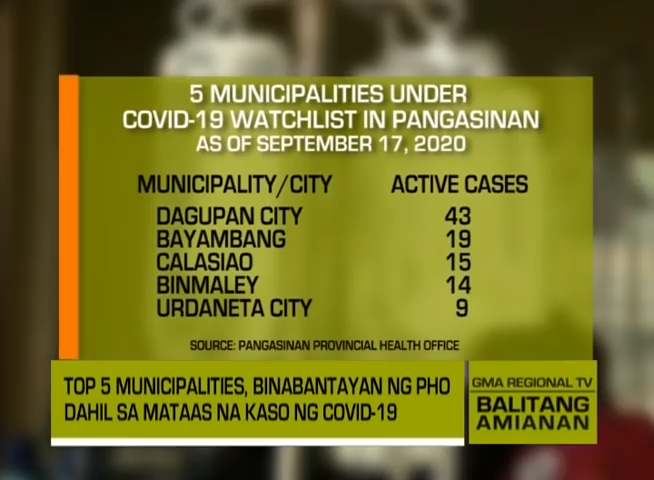 5 MUNICIPALITIES UNDER
COVID-19 WATCHLIST IN PANGASINAN
AS OF SEPTEMBER 17, 2020
MUNICIPALITY/CITY ACTIVE CASES
DAGUPAN CITY 43
BAYAMBANG 19
CALASIAO 15
BINMALEY 14
URDANETA CITY 9
SOURCE: PANGASINAN PROVINCIAL HEALTH OFFICE
TOP 5 MUNICIPALITIES, BINABANTAYAN NG PHO
DAHIL SA MATAAS NA KASO NG COVID-19
GMA REGIONAL TV
BALITANG
AMIANAN